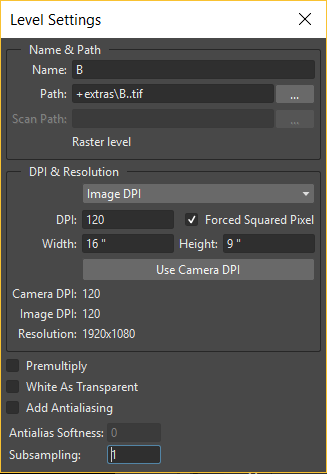 Level Settings
Name & Path
Name: B
Path: +extras\B..tif ...
Scan Path: ...
Raster level
DPI & Resolution
Image DPI
DPI: 120 Forced Squared Pixel
Width: 16 " Height: 9 "
Use Camera DPI
Camera DPI: 120
Image DPI: 120
Resolution: 1920x1080
Premultiply
White As Transparent
Add Antialiasing
Antialias Softness: 0
Subsampling: 1